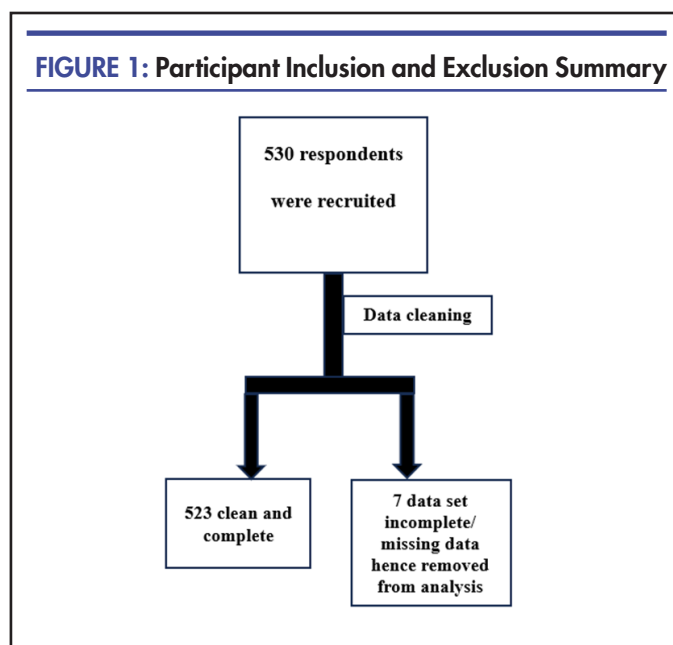 FIGURE 1: Participant Inclusion and Exclusion Summary
530 respondents
were recruited
Data cleaning
523 clean and
complete
7 data set
incomplete/
missing data
hence removed
from analysis